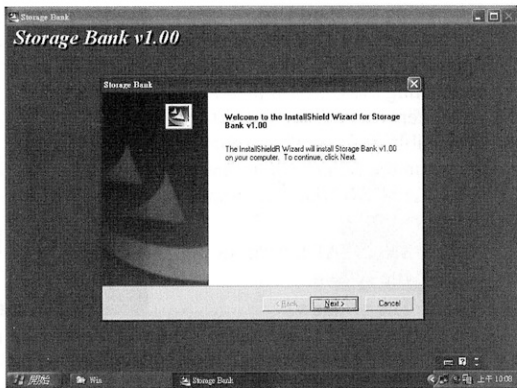 Storage Bank
Storage Bank v1.00
Storage Bank
Welcome to the InstallShield Wizard for Storage
Bank v1.00
The InstallShieldR Wizard will install Storage Bank v1.00
on your computer. To continue, click Next.
< Back
Next >
Cancel
開始
Win
Storage Bank
上午 10:00